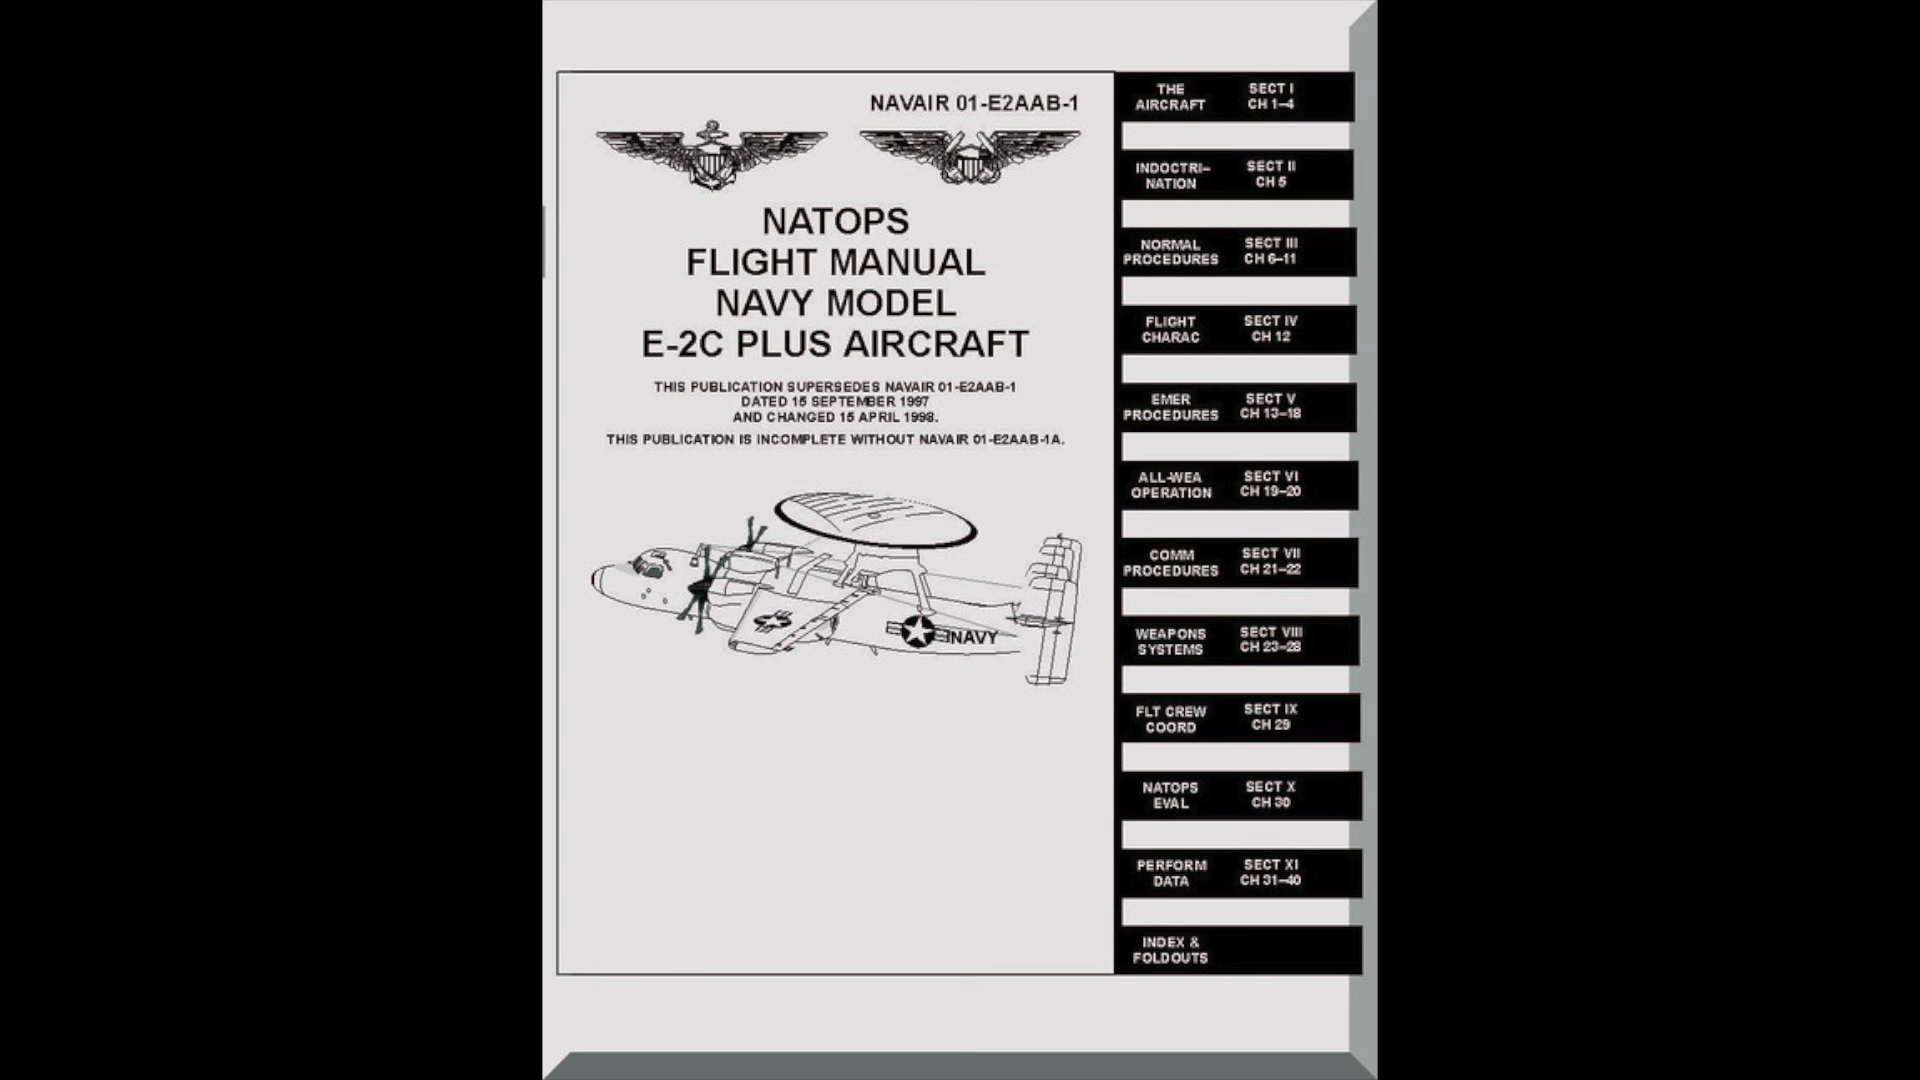 NAVAIR 01-E2AAB-1
NATOPS
FLIGHT MANUAL
NAVY MODEL
E-2C PLUS AIRCRAFT
THIS PUBLICATION SUPERSEDES NAVAIR 01-E2AAB-1
DATED 15 SEPTEMBER 1997
AND CHANGED 15 APRIL 1998.
THIS PUBLICATION IS INCOMPLETE WITHOUT NAVAIR 01-E2AAB-1A.
NAVY
THE SECT I
AIRCRAFT CH 1–4
INDOCTRI– SECT II
NATION CH 5
NORMAL SECT III
PROCEDURES CH 6–11
FLIGHT SECT IV
CHARAC CH 12
EMER SECT V
PROCEDURES CH 13–18
ALL-WEA SECT VI
OPERATION CH 19–20
COMM SECT VII
PROCEDURES CH 21–22
WEAPONS SECT VIII
SYSTEMS CH 23–28
FLT CREW SECT IX
COORD CH 29
NATOPS SECT X
EVAL CH 30
PERFORM SECT XI
DATA CH 31–40
INDEX &
FOLDOUTS